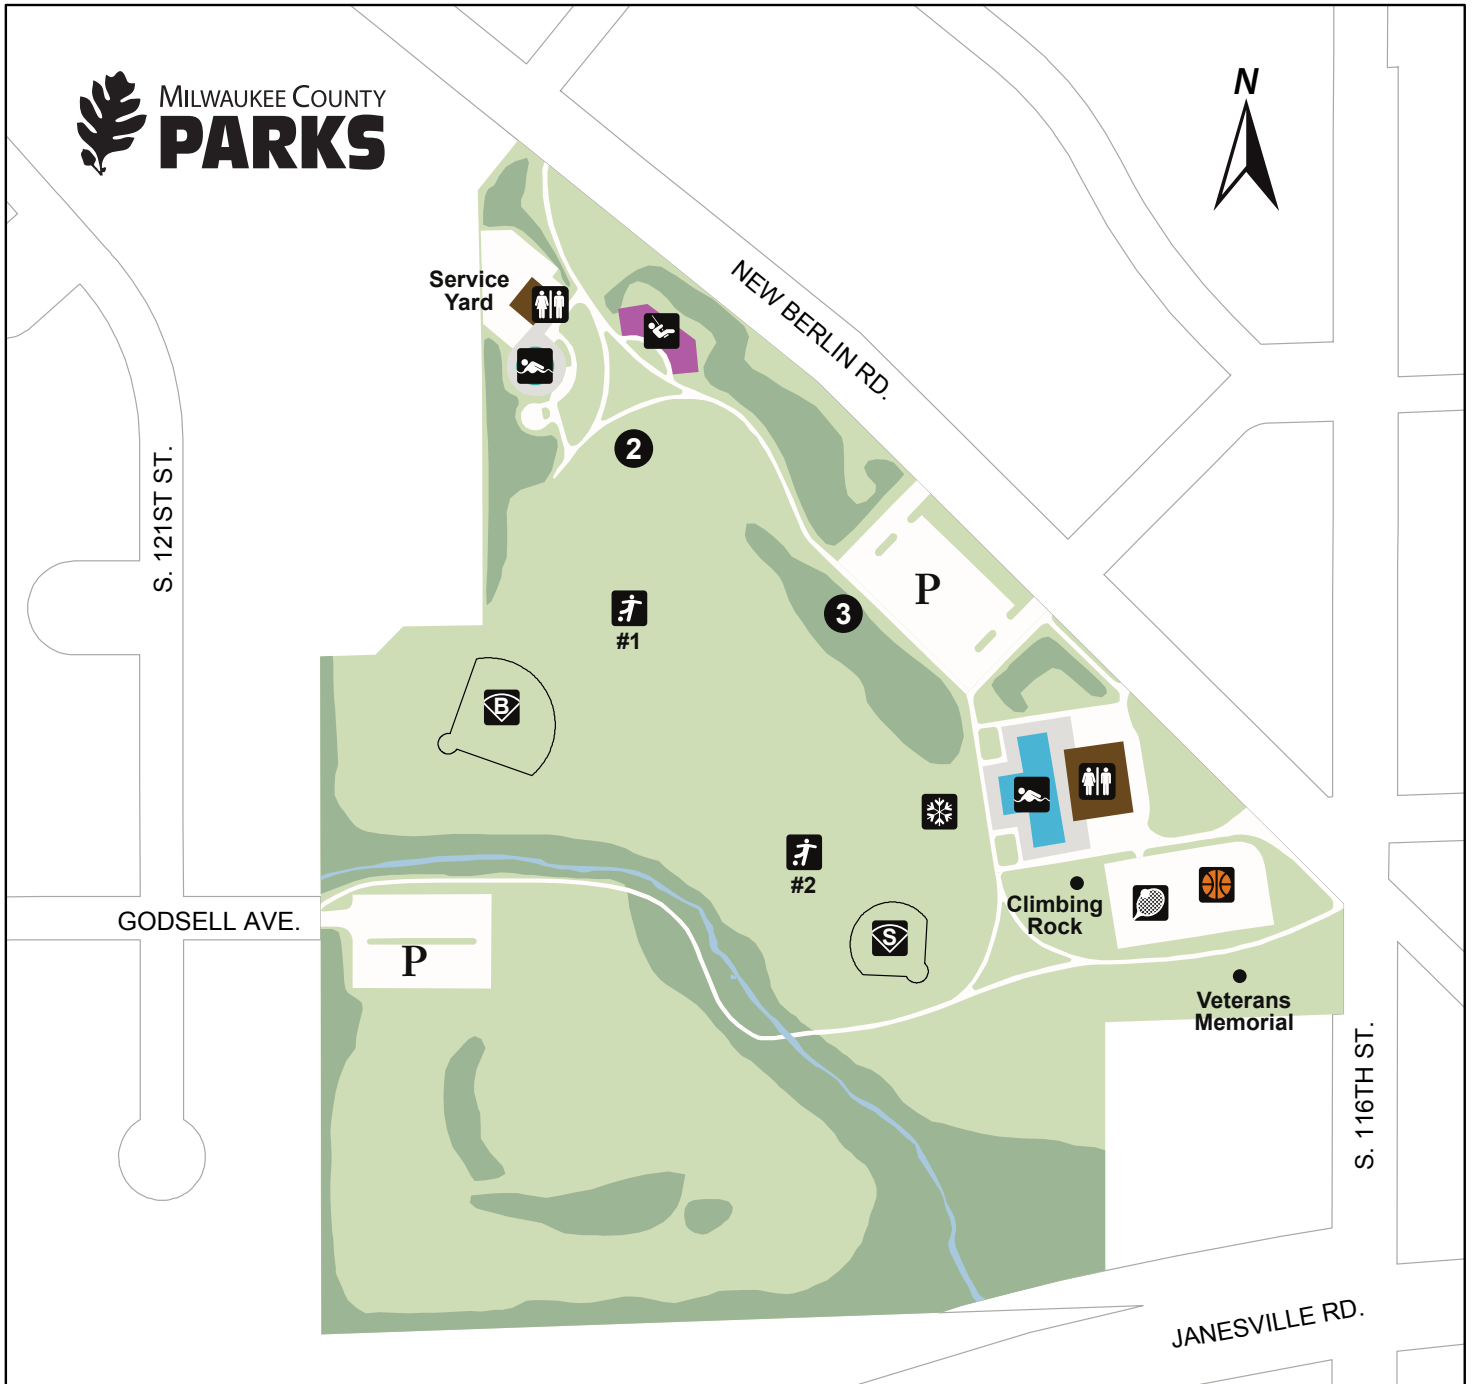 MILWAUKEE COUNTY
PARKS
N
NEW BERLIN RD.
Service
Yard
2
S. 121ST ST.
P
3
#1
B
#2
S
Climbing
Rock
GODSELL AVE.
P
Veterans
Memorial
S. 116TH ST.
JANESVILLE RD.